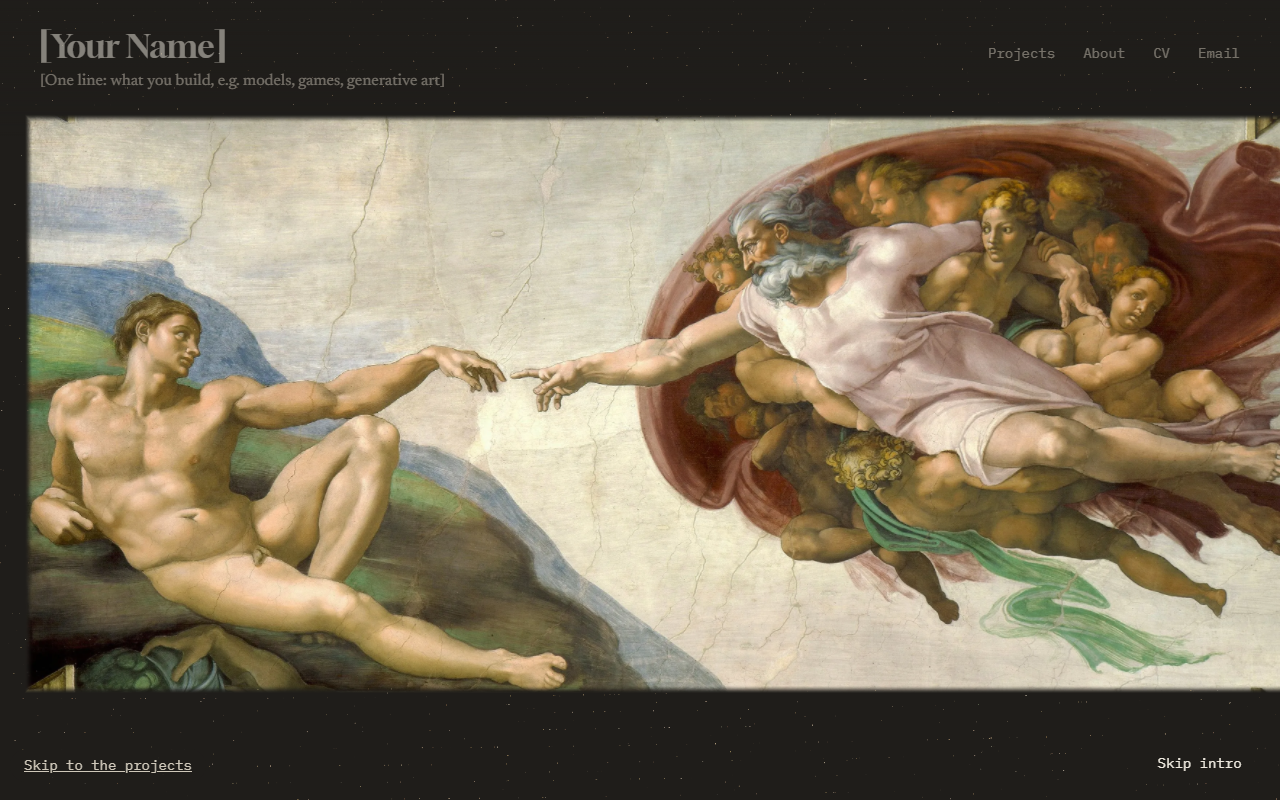 [Your Name]
[One line: what you build, e.g. models, games, generative art]
Projects About CV Email
Skip to the projects
Skip intro